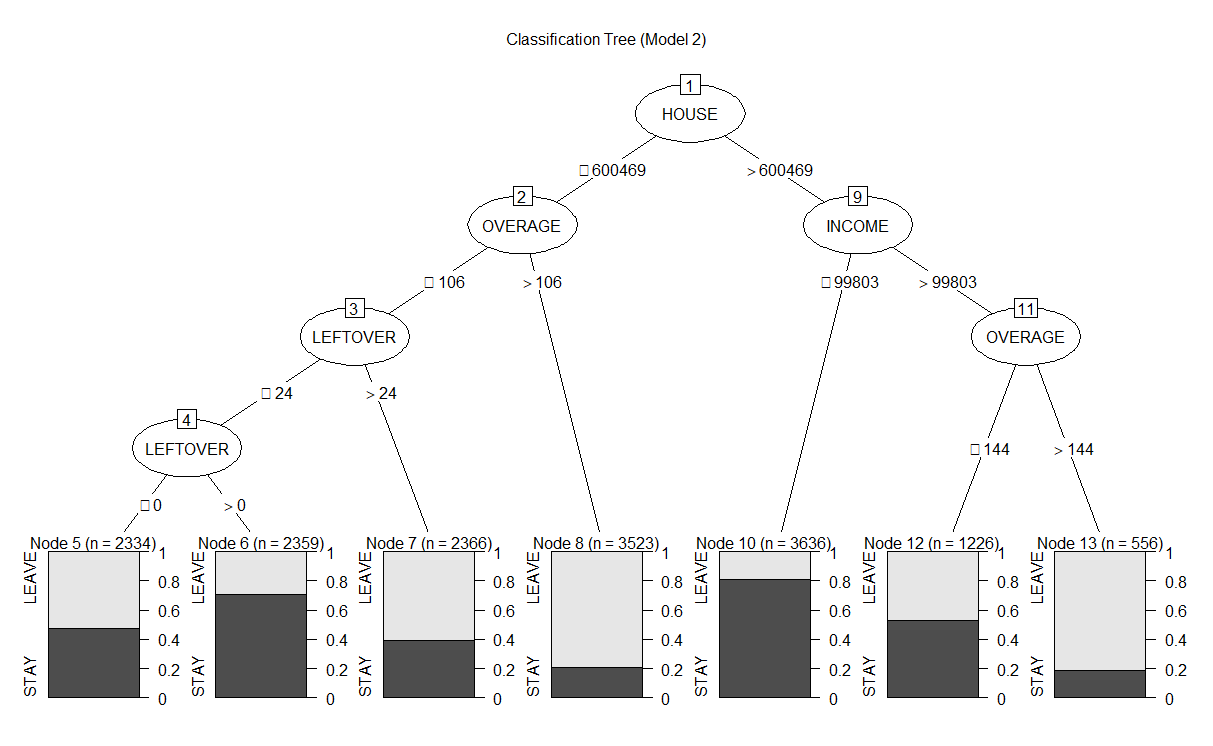 Classification Tree (Model 2)
1
HOUSE
□ 600469
> 600469
2
OVERAGE
9
INCOME
□ 106
> 106
□ 99803
> 99803
3
LEFTOVER
11
OVERAGE
□ 24
> 24
4
LEFTOVER
□ 144
> 144
□ 0
> 0
Node 5 (n = 2334)
LEAVE
STAY
1
0.8
0.6
0.4
0.2
0
Node 6 (n = 2359)
LEAVE
STAY
1
0.8
0.6
0.4
0.2
0
Node 7 (n = 2366)
LEAVE
STAY
1
0.8
0.6
0.4
0.2
0
Node 8 (n = 3523)
LEAVE
STAY
1
0.8
0.6
0.4
0.2
0
Node 10 (n = 3636)
LEAVE
STAY
1
0.8
0.6
0.4
0.2
0
Node 12 (n = 1226)
LEAVE
STAY
1
0.8
0.6
0.4
0.2
0
Node 13 (n = 556)
LEAVE
STAY
1
0.8
0.6
0.4
0.2
0